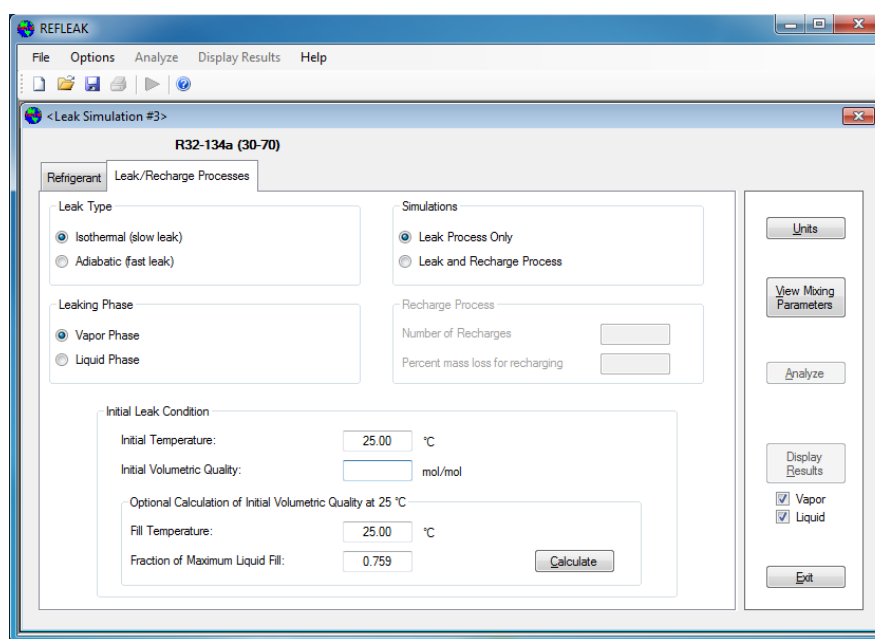 REFLEAK
File Options Analyze Display Results Help
<Leak Simulation #3>
R32-134a (30-70)
Refrigerant Leak/Recharge Processes
Leak Type
Isothermal (slow leak)
Adiabatic (fast leak)
Simulations
Leak Process Only
Leak and Recharge Process
Leaking Phase
Vapor Phase
Liquid Phase
Recharge Process
Number of Recharges
Percent mass loss for recharging
Initial Leak Condition
Initial Temperature: 25.00 °C
Initial Volumetric Quality: mol/mol
Optional Calculation of Initial Volumetric Quality at 25 °C
Fill Temperature: 25.00 °C
Fraction of Maximum Liquid Fill: 0.759 Calculate
Units
View Mixing
Parameters
Analyze
Display
Results
Vapor
Liquid
Exit